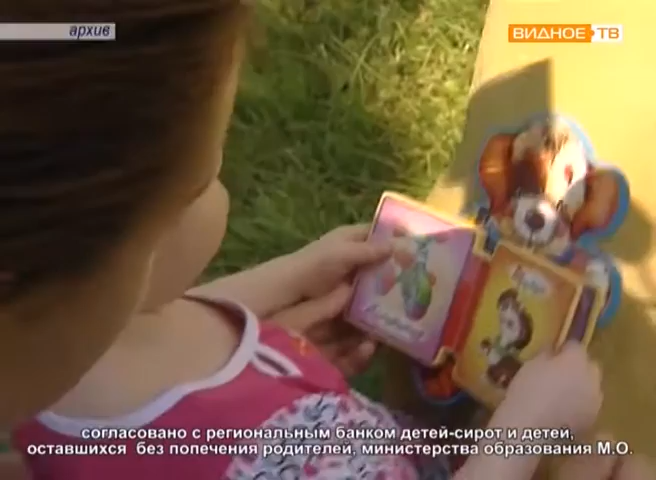 архив
ВИДНОЕ ТВ
согласовано с региональным банком детей-сирот и детей,
оставшихся без попечения родителей, министерства образования М.О.